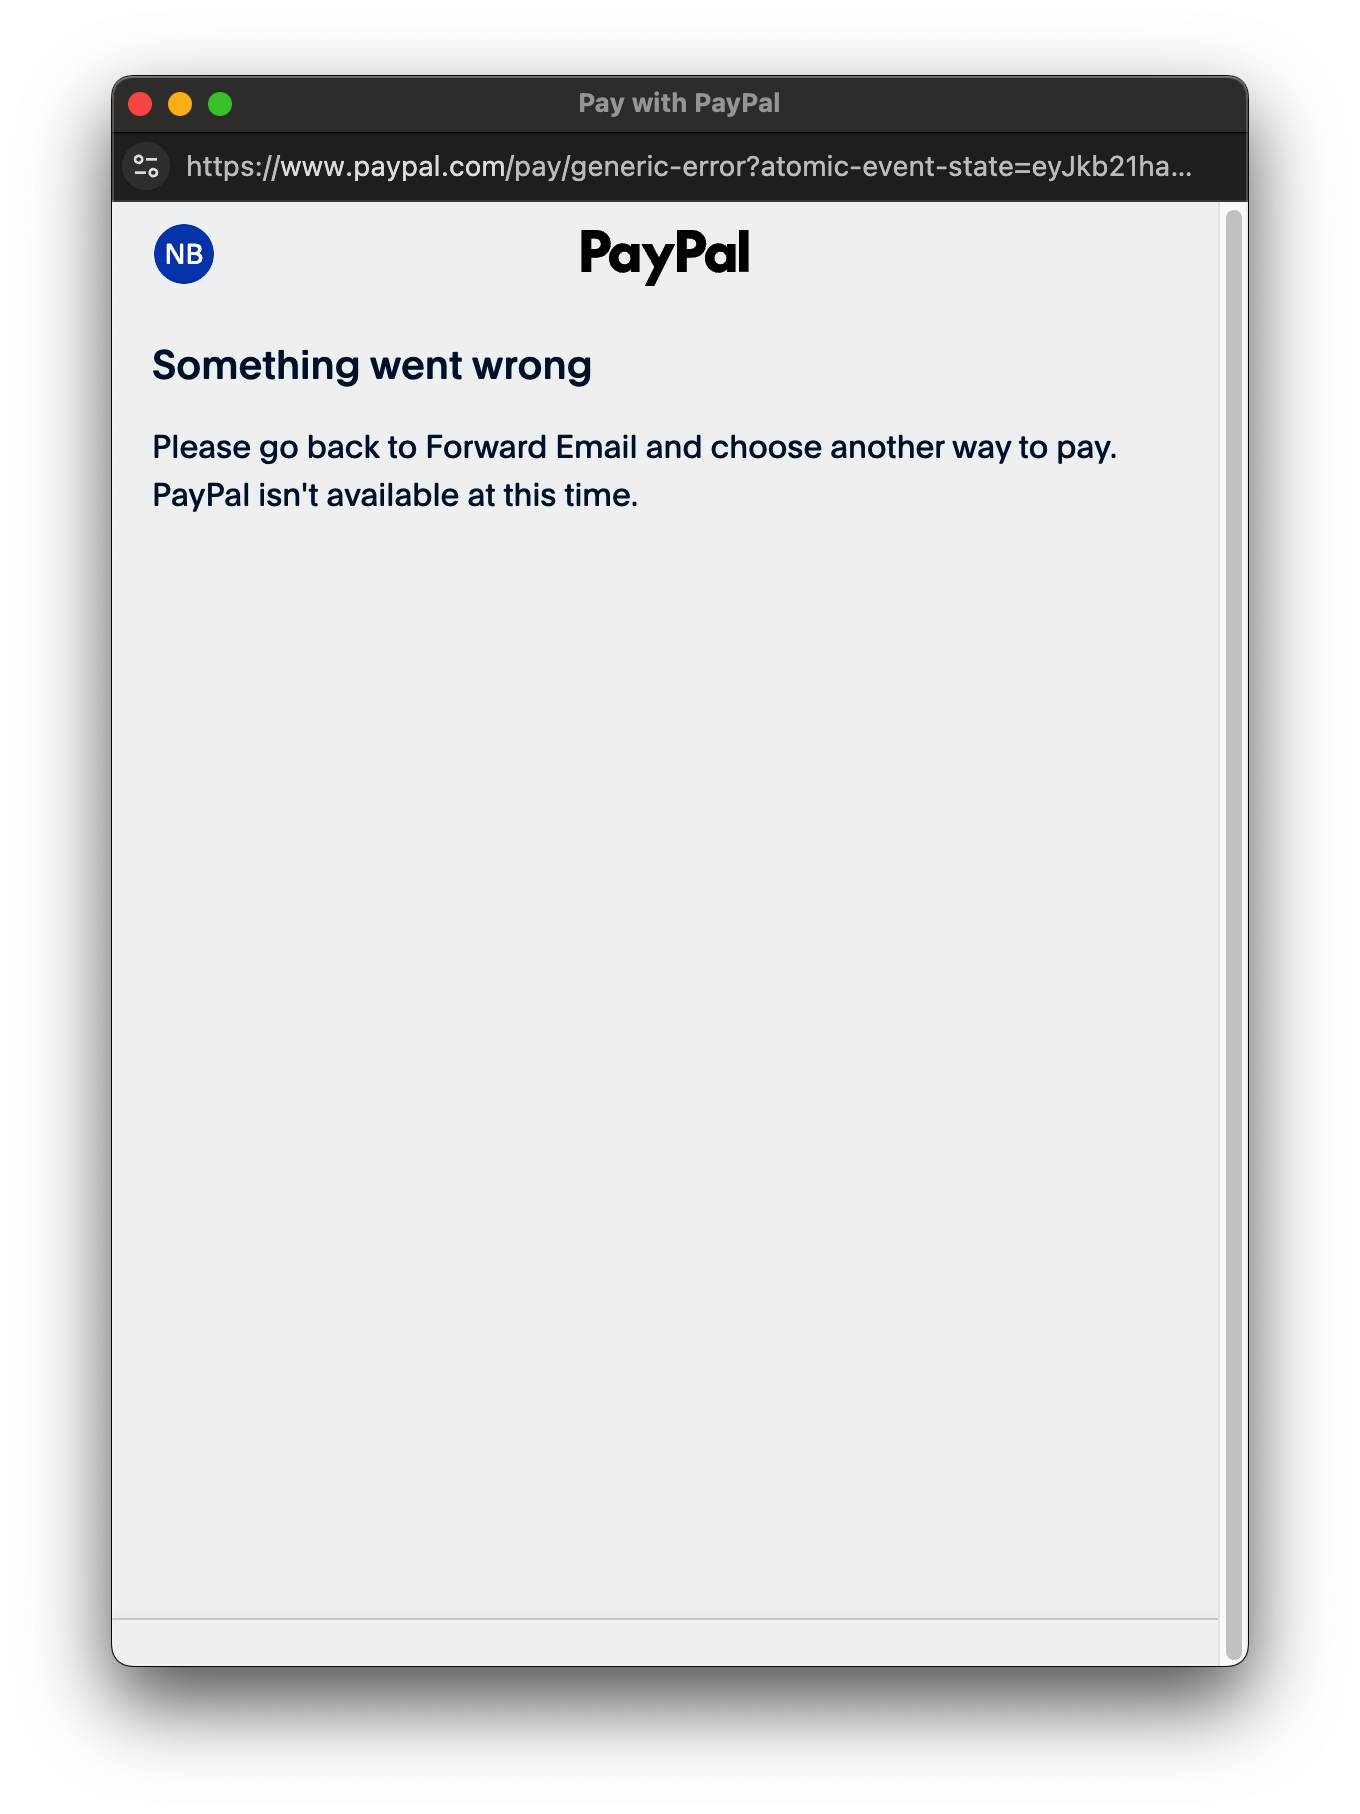 Pay with PayPal
https://www.paypal.com/pay/generic-error?atomic-event-state=eyJkb21ha...
NB
PayPal
Something went wrong
Please go back to Forward Email and choose another way to pay.
PayPal isn't available at this time.